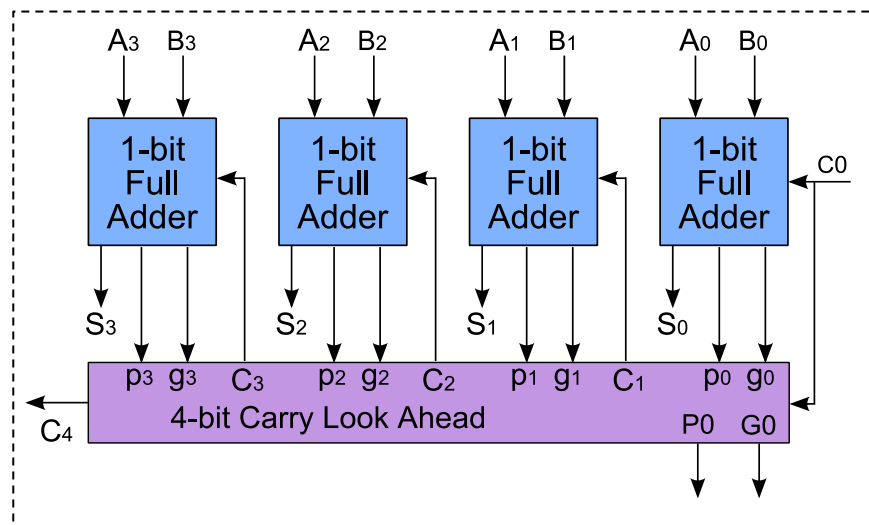 A3 B3 A2 B2 A1 B1 A0 B0
1-bit Full Adder
1-bit Full Adder
1-bit Full Adder
1-bit Full Adder
C0
S3 S2 S1 S0
p3 g3 C3 p2 g2 C2 p1 g1 C1 p0 g0
4-bit Carry Look Ahead
P0 G0
C4